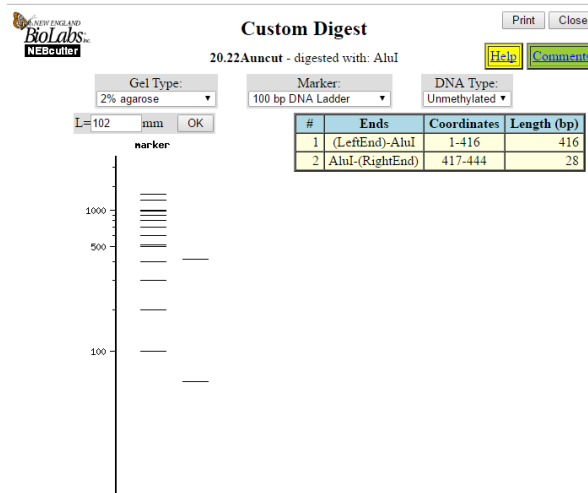 NEW ENGLAND
BioLabs Inc.
NEBcutter
Custom Digest
Print Close
20.22Auncut - digested with: AluI
Help Comments
Gel Type: Marker: DNA Type:
2% agarose 100 bp DNA Ladder Unmethylated
L= 102 mm OK
# Ends Coordinates Length (bp)
1 (LeftEnd)-AluI 1-416 416
2 AluI-(RightEnd) 417-444 28
marker
1000
500
100